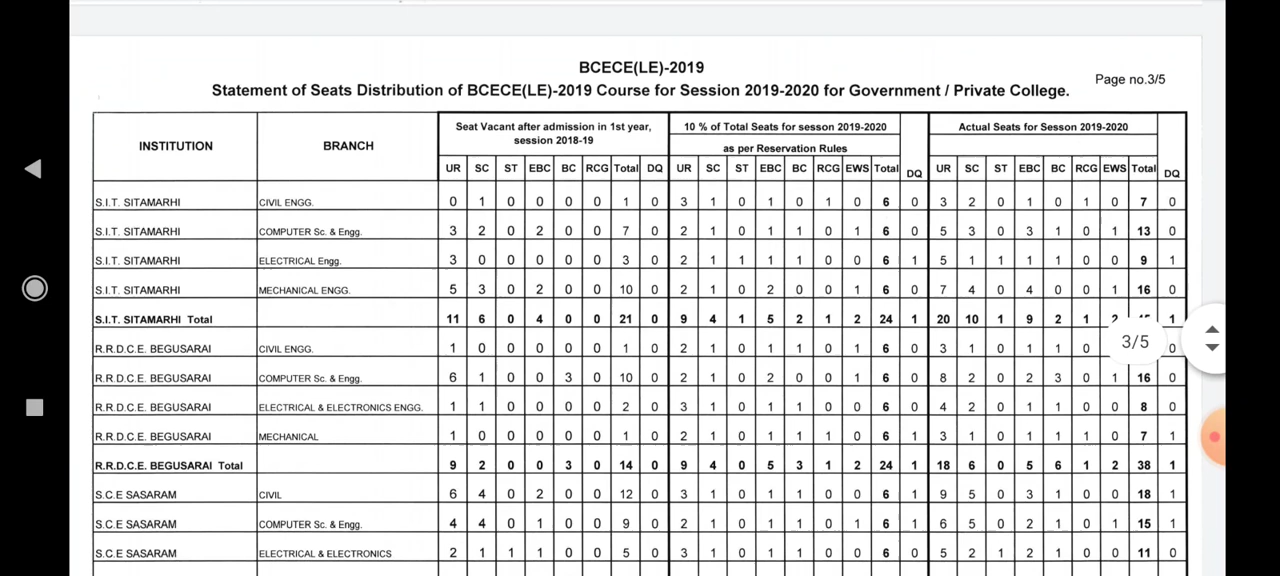 BCECE(LE)-2019
Statement of Seats Distribution of BCECE(LE)-2019 Course for Session 2019-2020 for Government / Private College.
Page no.3/5
INSTITUTION BRANCH Seat Vacant after admission in 1st year, session 2018-19 10 % of Total Seats for sesson 2019-2020 Actual Seats for Sesson 2019-2020
as per Reservation Rules
UR SC ST EBC BC RCG Total DQ UR SC ST EBC BC RCG EWS Total DQ UR SC ST EBC BC RCG EWS Total DQ
S.I.T. SITAMARHI CIVIL ENGG. 0 1 0 0 0 0 1 0 3 1 0 1 0 1 0 6 0 3 2 0 1 0 1 0 7 0
S.I.T. SITAMARHI COMPUTER Sc. & Engg. 3 2 0 2 0 0 7 0 2 1 0 1 1 0 1 6 0 5 3 0 3 1 0 1 13 0
S.I.T. SITAMARHI ELECTRICAL Engg. 3 0 0 0 0 0 3 0 2 1 1 1 1 0 0 6 1 5 1 1 1 1 0 0 9 1
S.I.T. SITAMARHI MECHANICAL ENGG. 5 3 0 2 0 0 10 0 2 1 0 2 0 0 1 6 0 7 4 0 4 0 0 1 16 0
S.I.T. SITAMARHI Total 11 6 0 4 0 0 21 0 9 4 1 5 2 1 2 24 1 20 10 1 9 2 1 2 1
R.R.D.C.E. BEGUSARAI CIVIL ENGG. 1 0 0 0 0 0 1 0 2 1 0 1 1 0 1 6 0 3 1 0 1 1 0 0
3/5
R.R.D.C.E. BEGUSARAI COMPUTER Sc. & Engg. 6 1 0 0 3 0 10 0 2 1 0 2 0 0 1 6 0 8 2 0 2 3 0 1 16 0
R.R.D.C.E. BEGUSARAI ELECTRICAL & ELECTRONICS ENGG. 1 1 0 0 0 0 2 0 3 1 0 1 1 0 0 6 0 4 2 0 1 1 0 0 8 0
R.R.D.C.E. BEGUSARAI MECHANICAL 1 0 0 0 0 0 1 0 2 1 0 1 1 1 0 6 1 3 1 0 1 1 1 0 7 1
R.R.D.C.E. BEGUSARAI Total 9 2 0 0 3 0 14 0 9 4 0 5 3 1 2 24 1 18 6 0 5 6 1 2 38 1
S.C.E SASARAM CIVIL 6 4 0 2 0 0 12 0 3 1 0 1 1 0 0 6 1 9 5 0 3 1 0 0 18 1
S.C.E SASARAM COMPUTER Sc. & Engg. 4 4 0 1 0 0 9 0 2 1 0 1 1 0 1 6 1 6 5 0 2 1 0 1 15 1
S.C.E SASARAM ELECTRICAL & ELECTRONICS 2 1 1 1 0 0 5 0 3 1 0 1 1 0 0 6 0 5 2 1 2 1 0 0 11 0